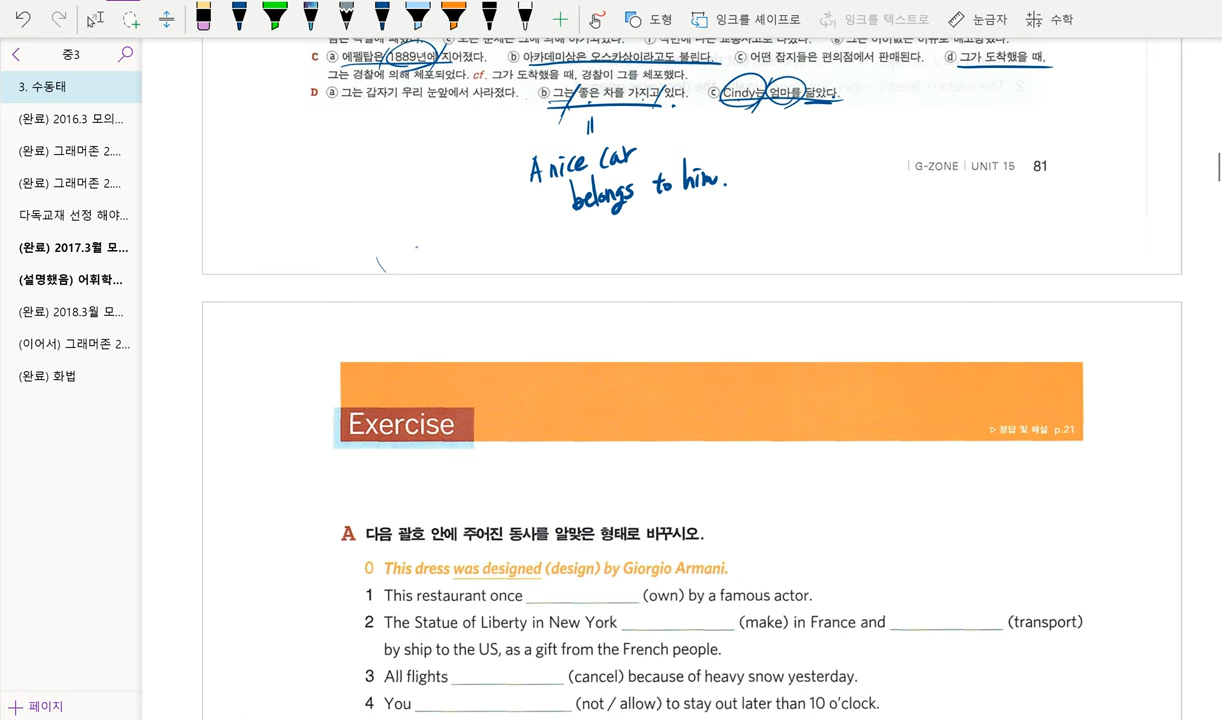 도형
잉크를 셰이프로
잉크를 텍스트로
눈금자
수학
중3
3. 수동태
(완료) 2016.3 모의...
(완료) 그래머존 2....
(완료) 그래머존 2....
다독교재 선정 해야...
(완료) 2017.3월 모...
(설명했음) 어휘학...
(완료) 2018.3월 모...
(이어서) 그래머존 2...
(완료) 화법
페이지
C ⓐ 에펠탑은 1889년에 지어졌다. ⓑ 아카데미상은 오스카상이라고도 불린다. ⓒ 어떤 잡지들은 편의점에서 판매된다. ⓓ 그가 도착했을 때,
그는 경찰에 의해 체포되었다. cf. 그가 도착했을 때, 경찰이 그를 체포했다.
D ⓐ 그는 갑자기 우리 눈앞에서 사라졌다. ⓑ 그는 좋은 차를 가지고 있다. ⓒ Cindy는 엄마를 닮았다.
A nice car
belongs to him.
G-ZONE | UNIT 15 81
Exercise
▷ 정답 및 해설 p.21
A 다음 괄호 안에 주어진 동사를 알맞은 형태로 바꾸시오.
0 This dress was designed (design) by Giorgio Armani.
1 This restaurant once ____________ (own) by a famous actor.
2 The Statue of Liberty in New York ____________ (make) in France and ____________ (transport)
by ship to the US, as a gift from the French people.
3 All flights ____________ (cancel) because of heavy snow yesterday.
4 You ________________ (not / allow) to stay out later than 10 o'clock.